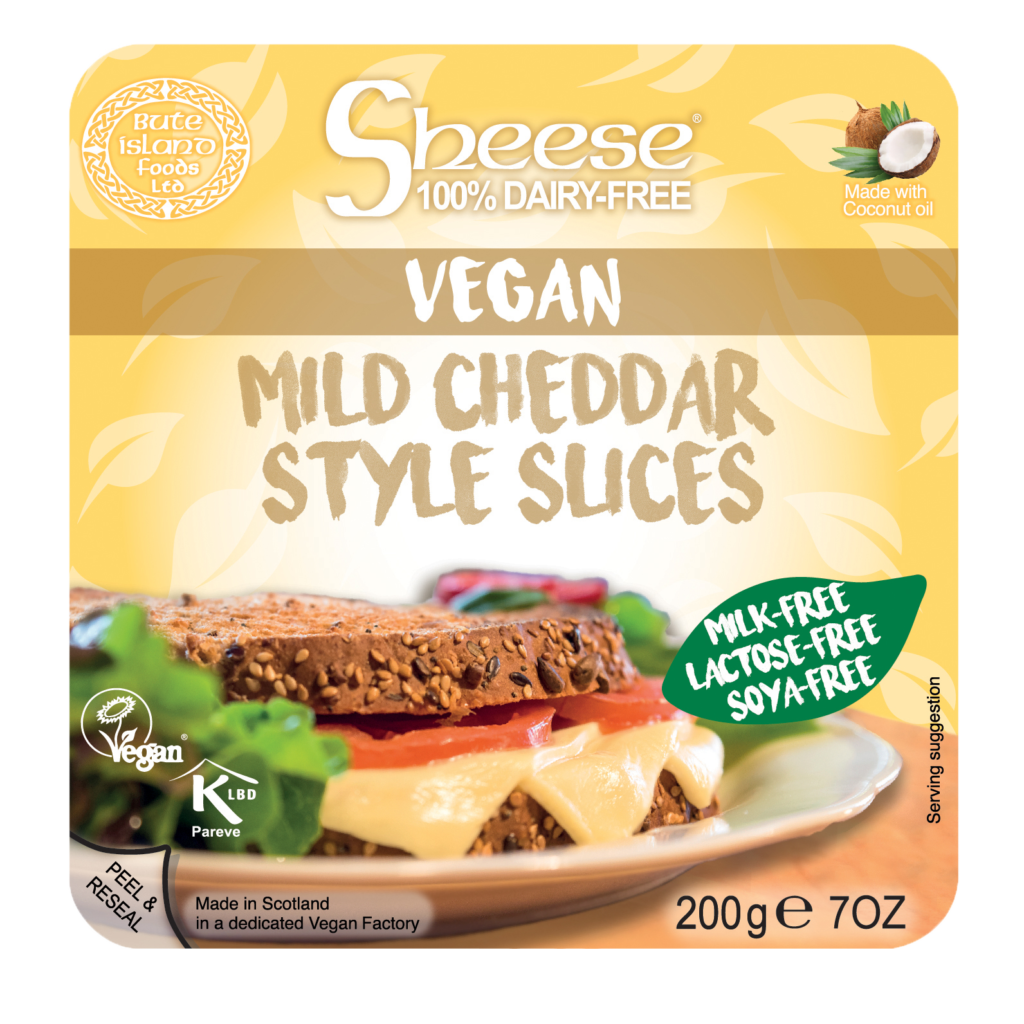 Bute
island
Foods
Ltd
Sheese®
100% DAIRY-FREE
Made with
Coconut oil
VEGAN
MILD CHEDDAR
STYLE SLICES
MILK-FREE
LACTOSE-FREE
SOYA-FREE
Serving suggestion
Vegan®
K LBD
Pareve
PEEL &
RESEAL
Made in Scotland
in a dedicated Vegan Factory
200g℮ 7OZ